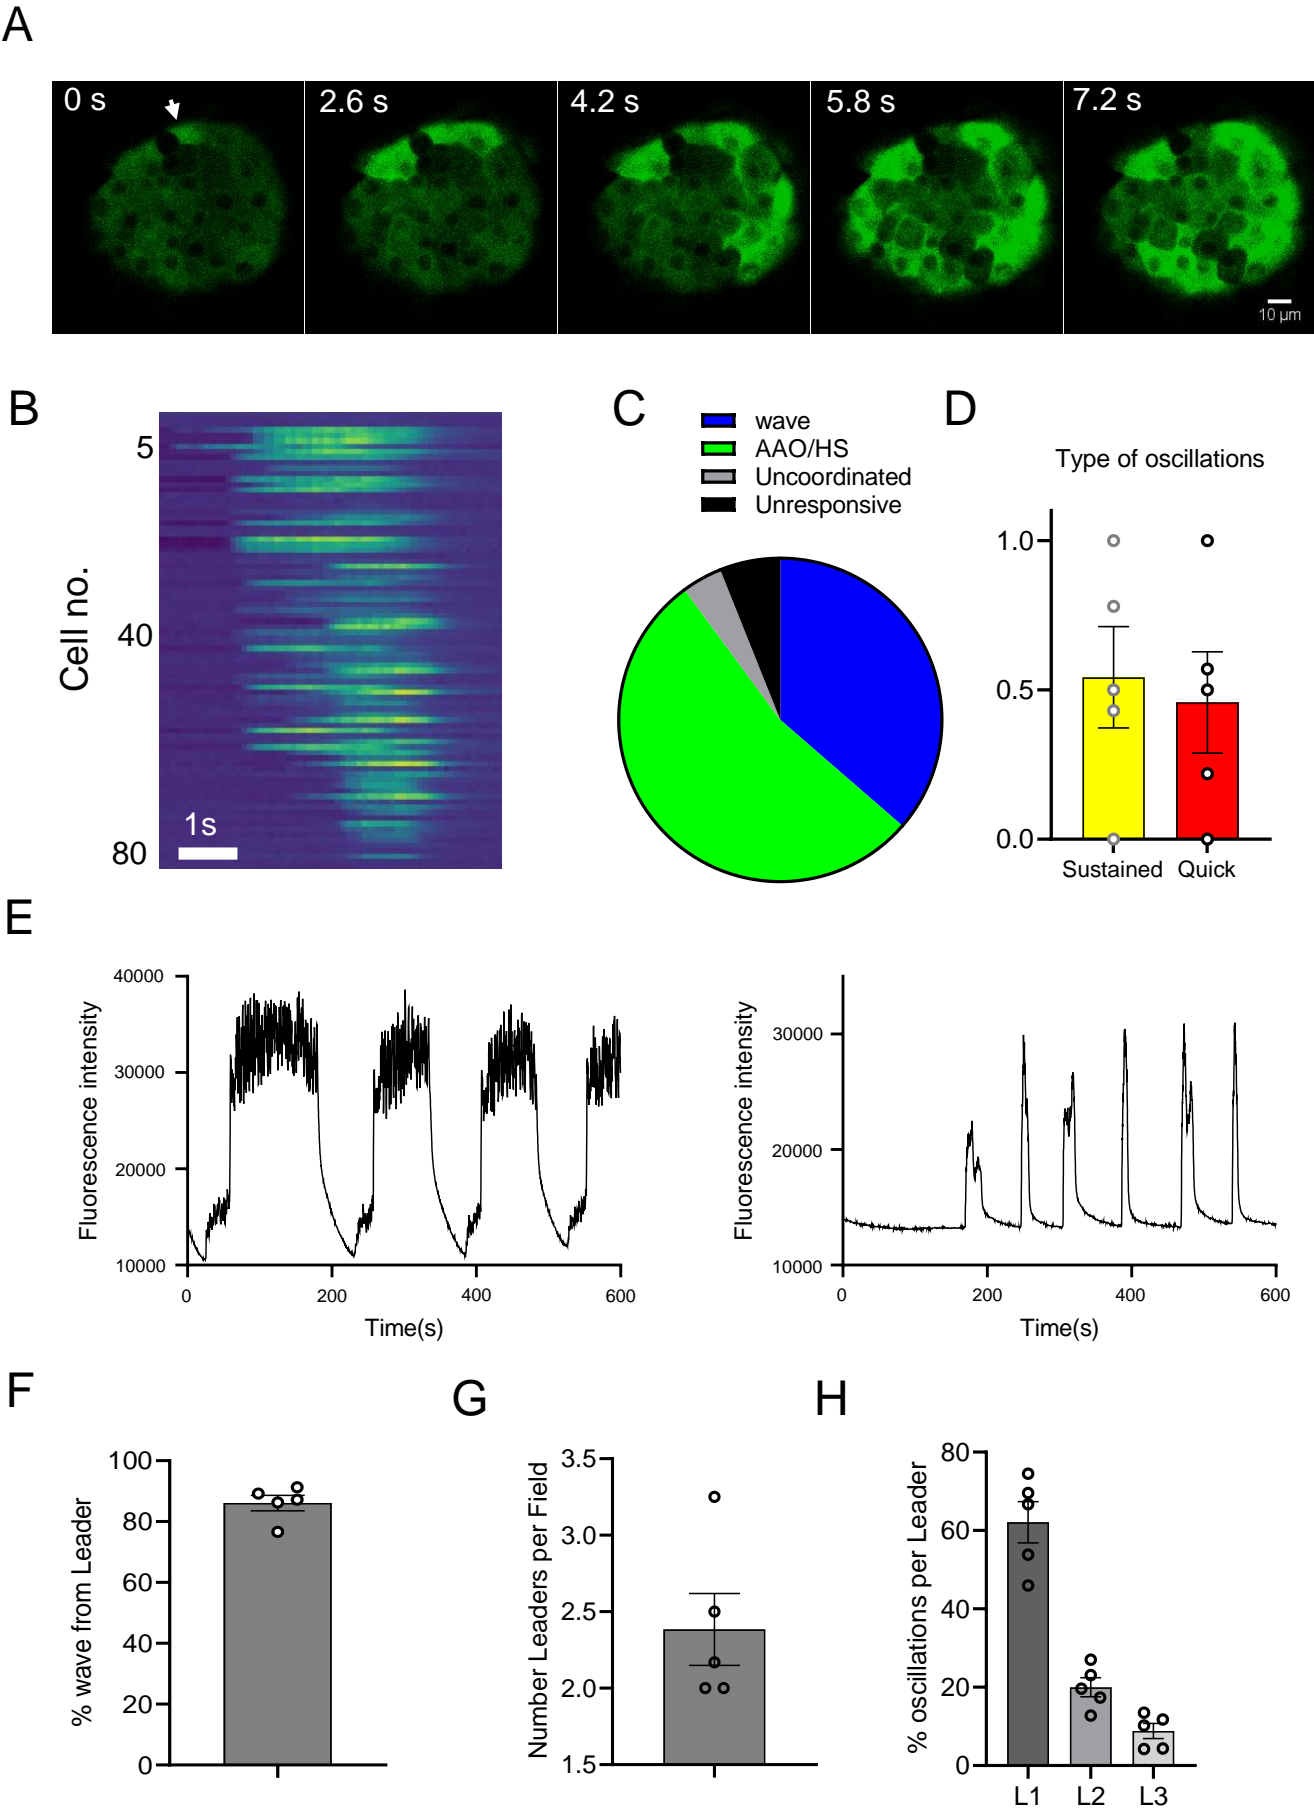 A
0 s
2.6 s
4.2 s
5.8 s
7.2 s
10 µm
B
Cell no.
5
40
80
1s
C
wave
AAO/HS
Uncoordinated
Unresponsive
D
Type of oscillations
1.0
0.5
0.0
Sustained
Quick
E
Fluorescence intensity
40000
30000
20000
10000
0
200
400
600
Time(s)
Fluorescence intensity
30000
20000
10000
0
200
400
600
Time(s)
F
% wave from Leader
100
80
60
40
20
0
G
Number Leaders per Field
3.5
3.0
2.5
2.0
1.5
H
% oscillations per Leader
80
60
40
20
0
L1
L2
L3